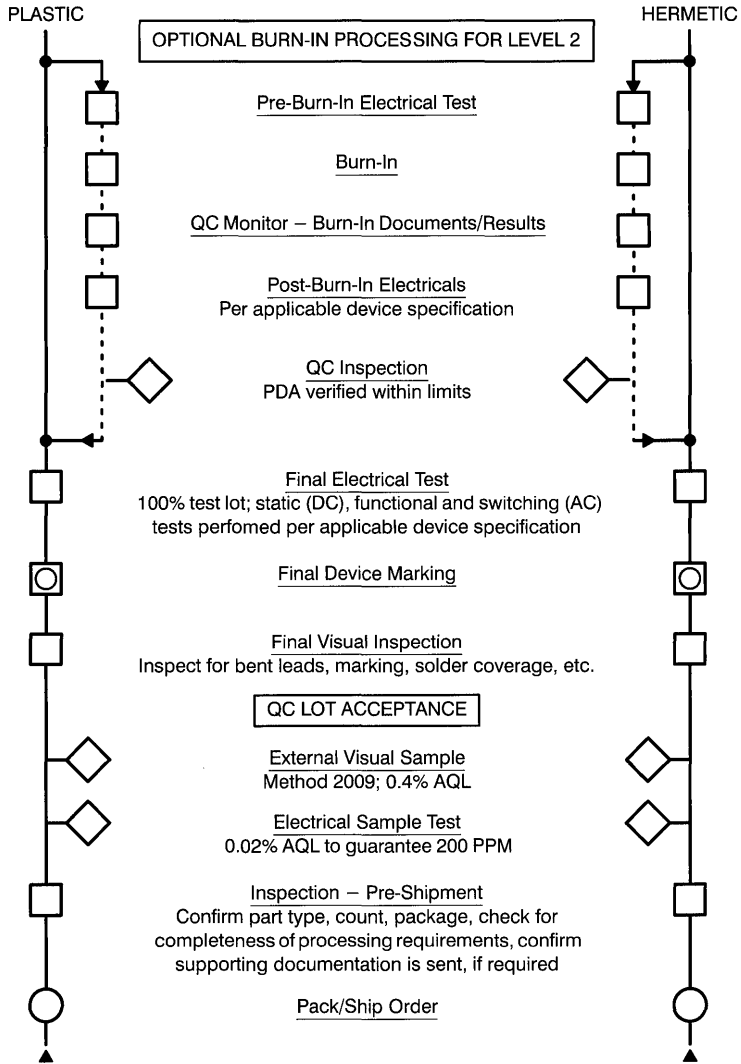 PLASTIC
HERMETIC
OPTIONAL BURN-IN PROCESSING FOR LEVEL 2
Pre-Burn-In Electrical Test
Burn-In
QC Monitor – Burn-In Documents/Results
Post-Burn-In Electricals
Per applicable device specification
QC Inspection
PDA verified within limits
Final Electrical Test
100% test lot; static (DC), functional and switching (AC)
tests perfomed per applicable device specification
Final Device Marking
Final Visual Inspection
Inspect for bent leads, marking, solder coverage, etc.
QC LOT ACCEPTANCE
External Visual Sample
Method 2009; 0.4% AQL
Electrical Sample Test
0.02% AQL to guarantee 200 PPM
Inspection – Pre-Shipment
Confirm part type, count, package, check for
completeness of processing requirements, confirm
supporting documentation is sent, if required
Pack/Ship Order